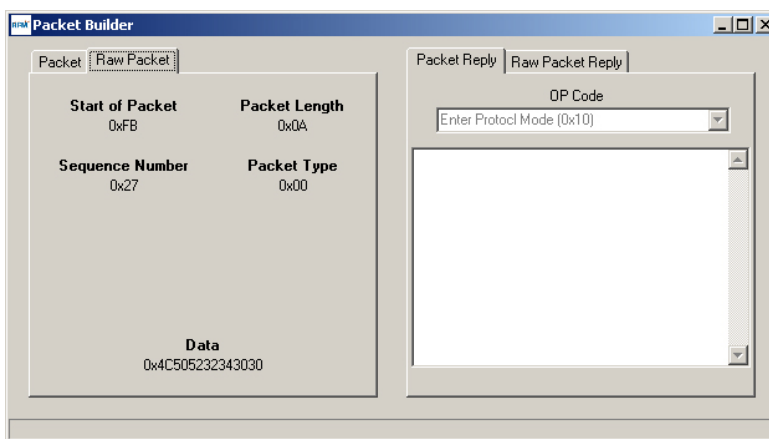 Packet Builder
Packet
Raw Packet
Start of Packet
0xFB
Packet Length
0x0A
Sequence Number
0x27
Packet Type
0x00
Data
0x4C505232343030
Packet Reply
Raw Packet Reply
OP Code
Enter Protocl Mode (0x10)